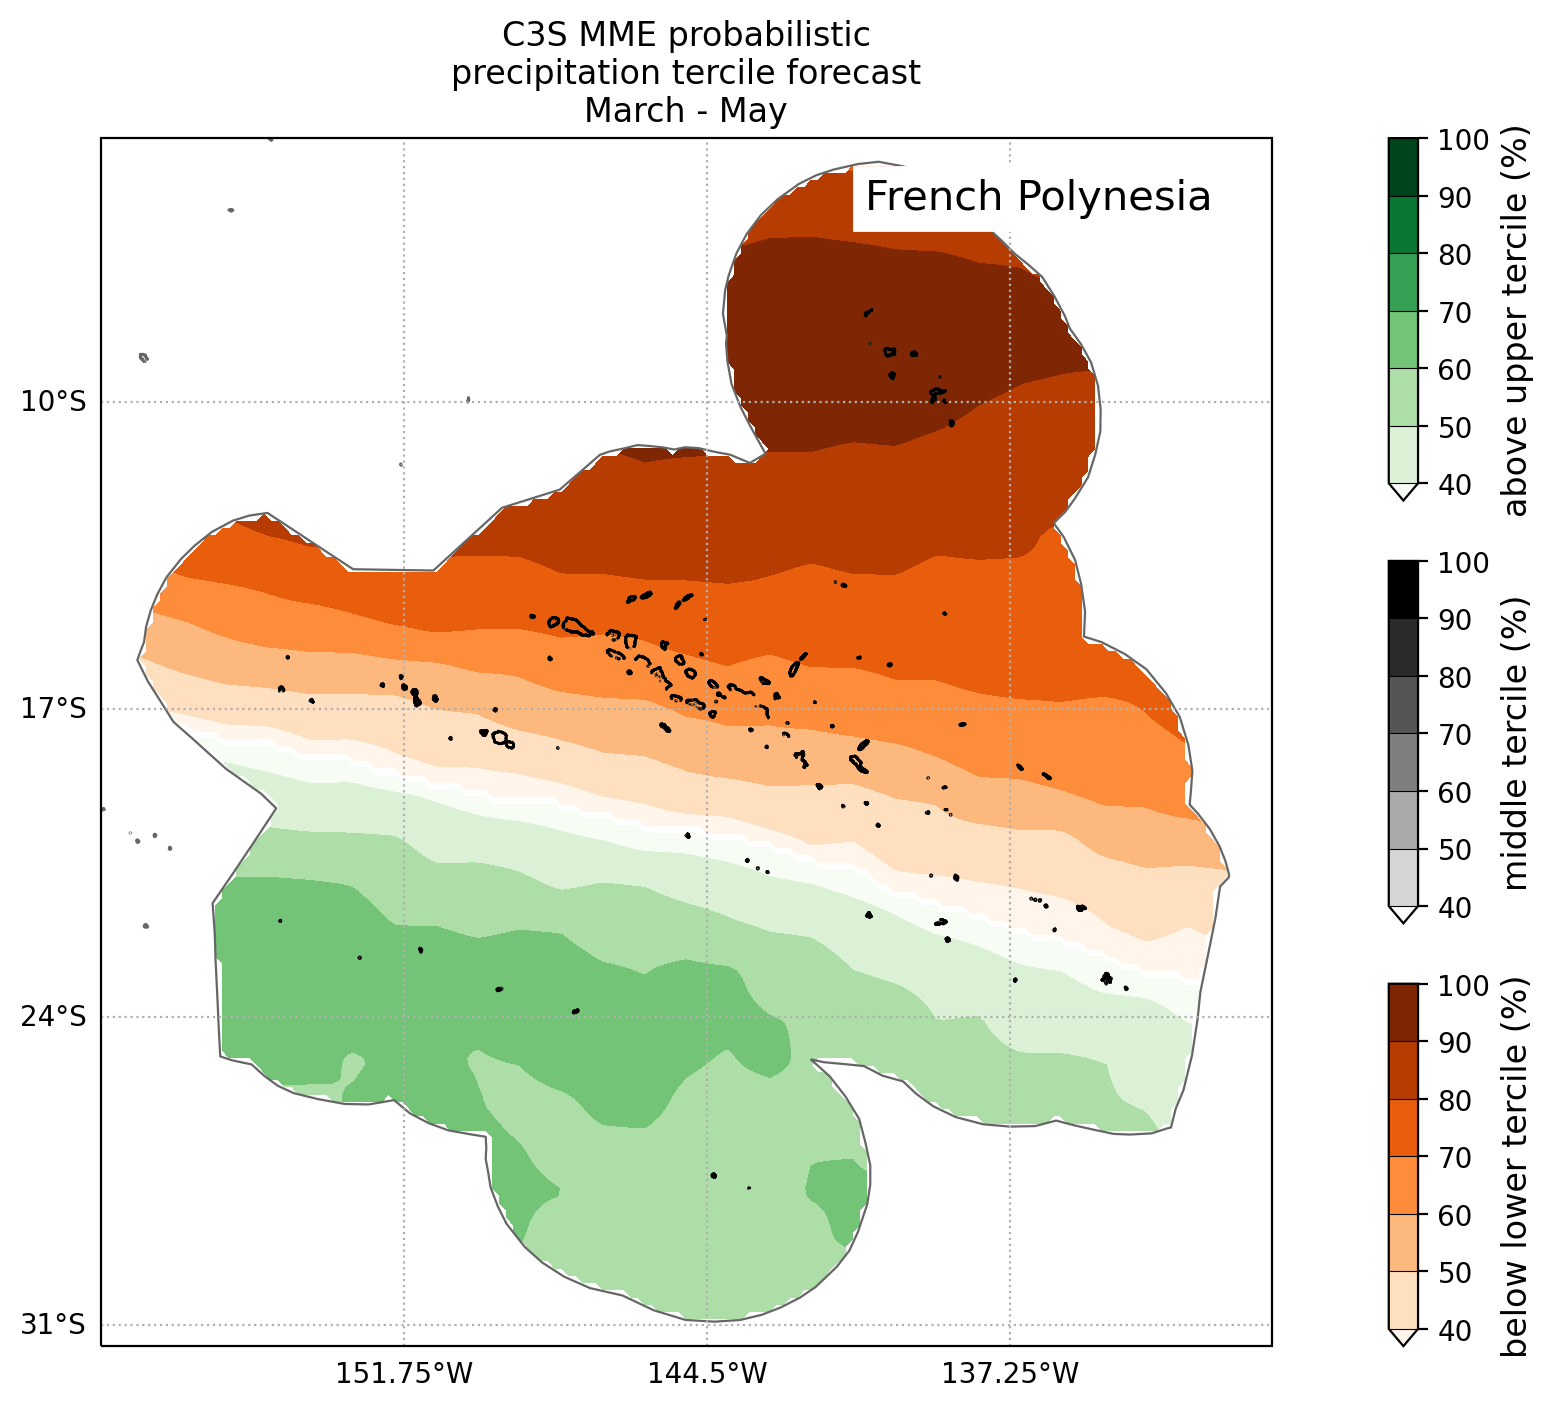 C3S MME probabilistic
precipitation tercile forecast
March - May
French Polynesia
10°S
17°S
24°S
31°S
151.75°W
144.5°W
137.25°W
100
90
80
70
60
50
40
above upper tercile (%)
100
90
80
70
60
50
40
middle tercile (%)
100
90
80
70
60
50
40
below lower tercile (%)